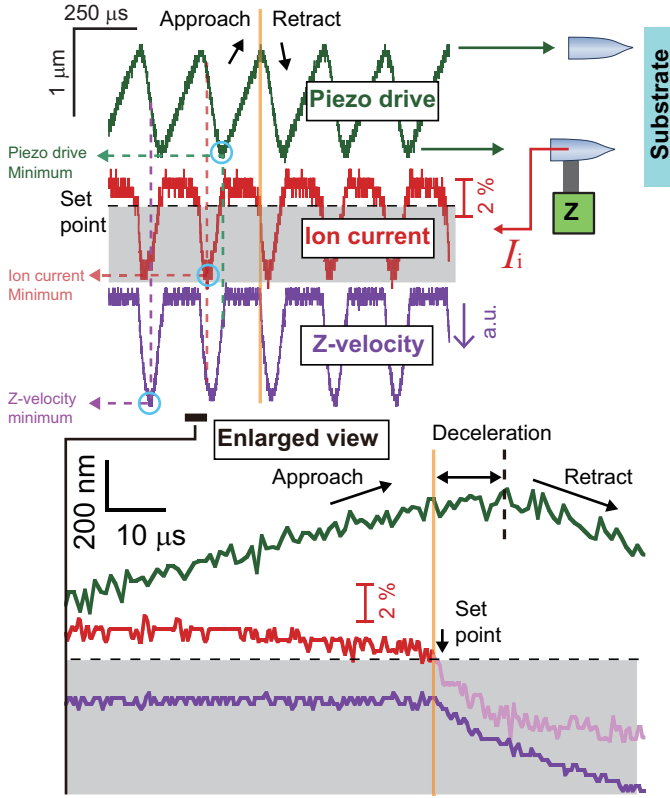 250 μs
Approach
Retract
1 μm
Piezo drive
Substrate
Piezo drive
Minimum
Set
point
2 %
Z
Ion current
Ii
Ion current
Minimum
a.u.
Z-velocity
Z-velocity
minimum
Enlarged view
Deceleration
Approach
Retract
200 nm
10 μs
2 %
Set
point